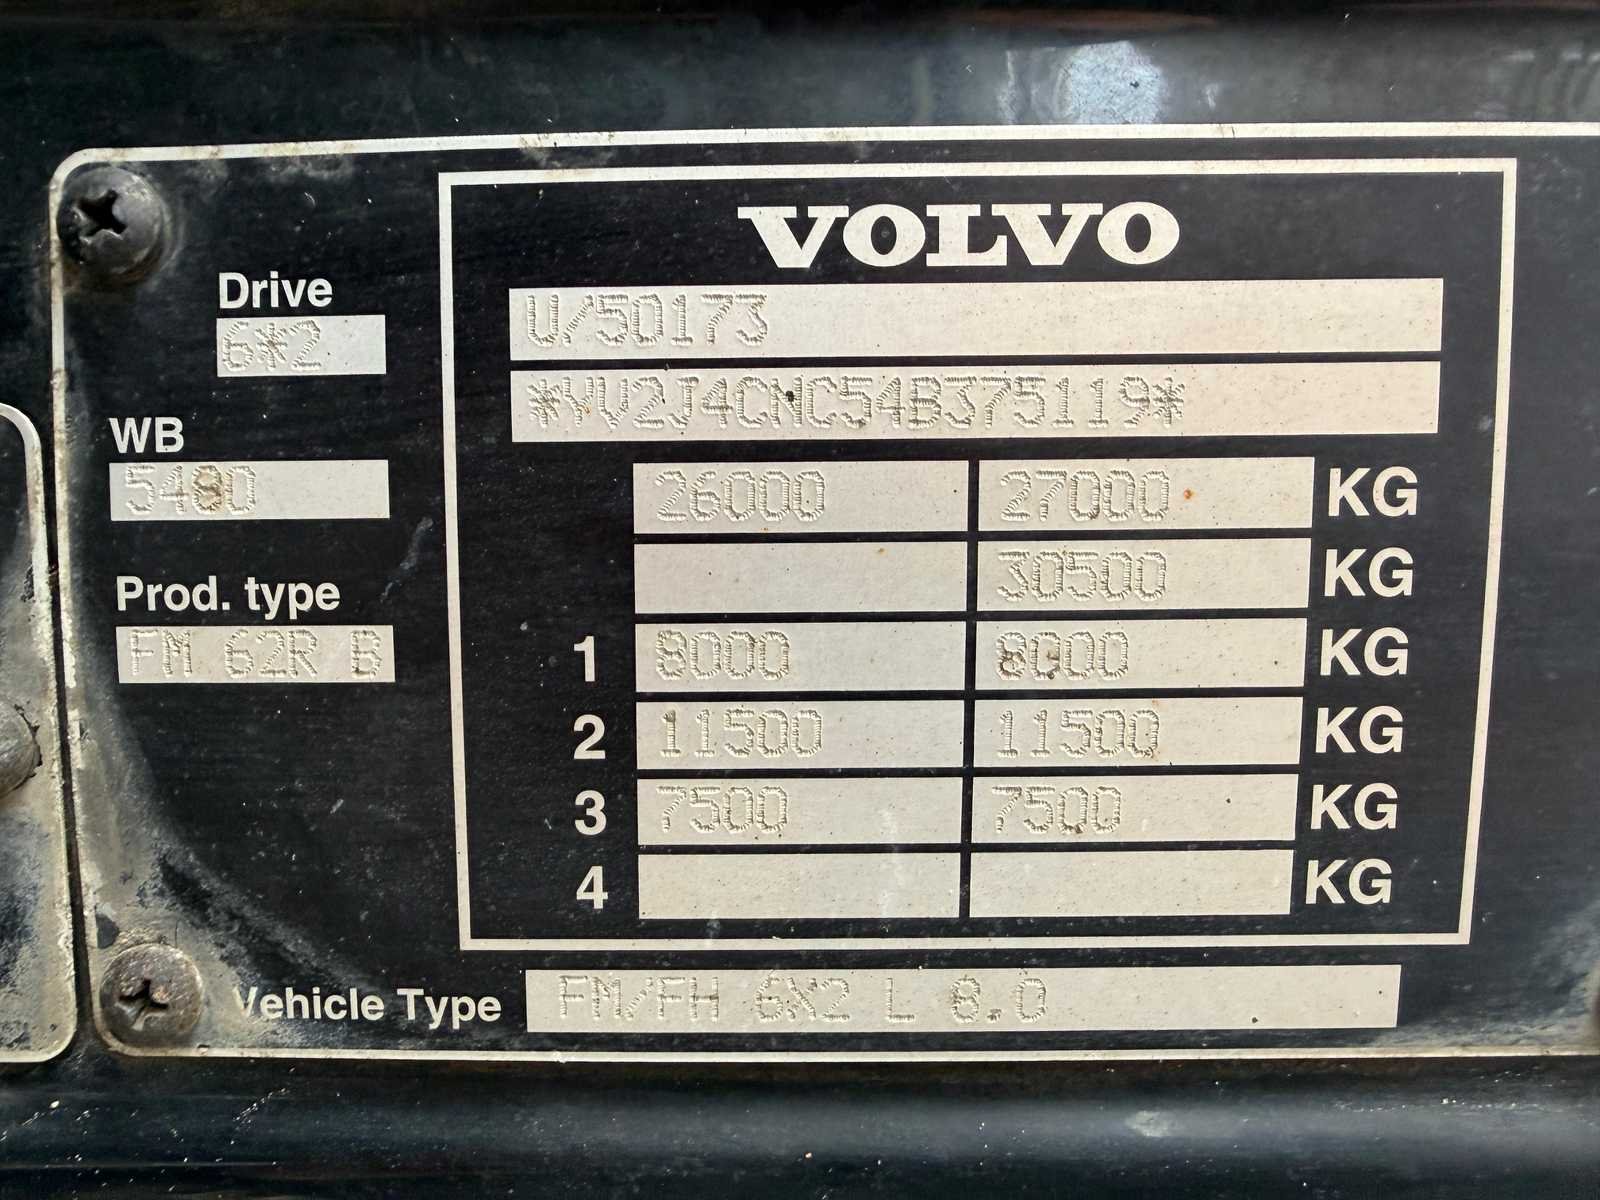 VOLVO
Drive
6*2
V/50173
*YV2J4CNC54B375119*
WB
5480
26000 27000 KG
30500 KG
Prod. type
FM 62R B
1 8000 8000 KG
2 11500 11500 KG
3 7500 7500 KG
4 KG
Vehicle Type FM/FH 6X2 L 8.0